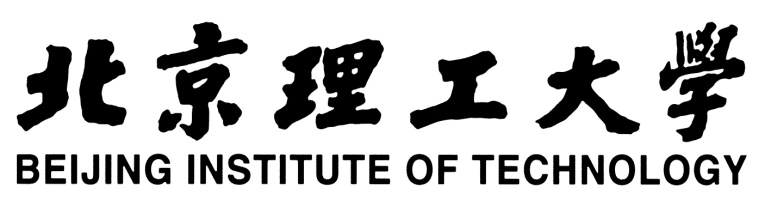 北京理工大學
BEIJING INSTITUTE OF TECHNOLOGY